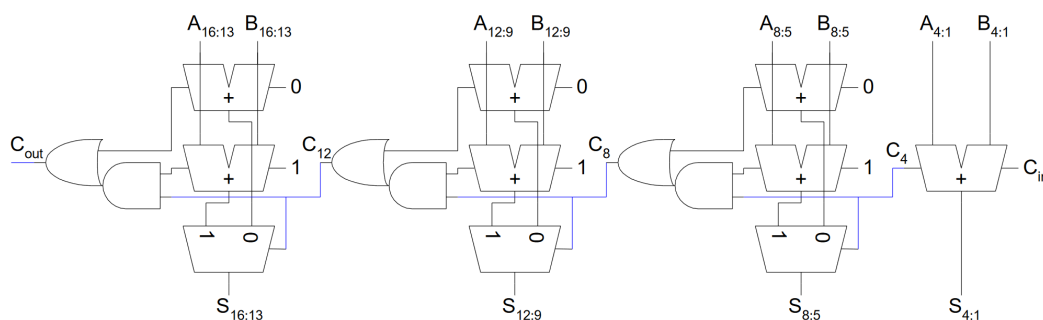 A16:13 B16:13 A12:9 B12:9 A8:5 B8:5 A4:1 B4:1
0 0 0
+ + +
Cout C12 C8 C4
1 1 1 Cin
+ + + +
1 0 1 0 1 0
S16:13 S12:9 S8:5 S4:1